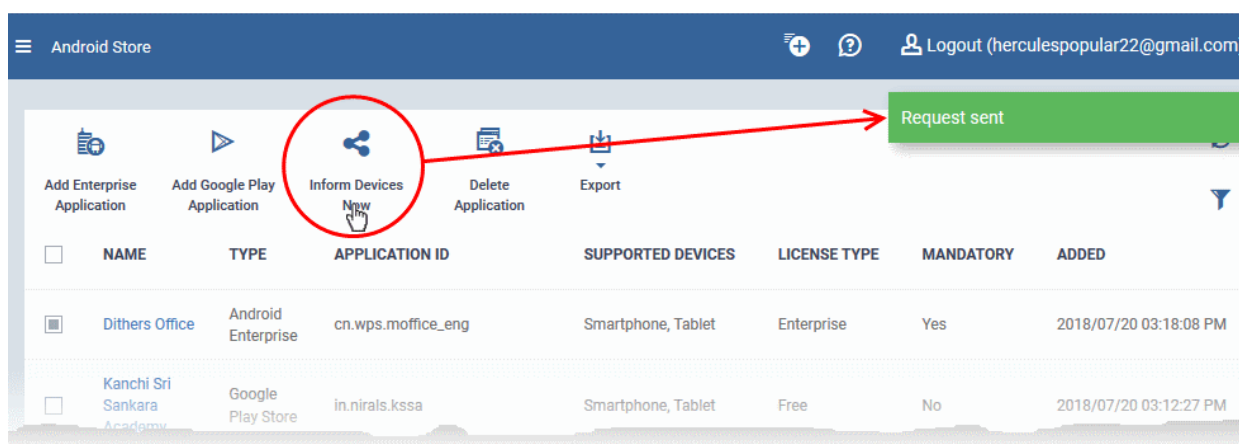 Android Store
Logout (herculespopular22@gmail.com
Request sent
Add Enterprise
Application
Add Google Play
Application
Inform Devices
Now
Delete
Application
Export
NAME TYPE APPLICATION ID SUPPORTED DEVICES LICENSE TYPE MANDATORY ADDED
Dithers Office Android
Enterprise cn.wps.moffice_eng Smartphone, Tablet Enterprise Yes 2018/07/20 03:18:08 PM
Kanchi Sri
Sankara
Academy Google
Play Store in.nirals.kssa Smartphone, Tablet Free No 2018/07/20 03:12:27 PM